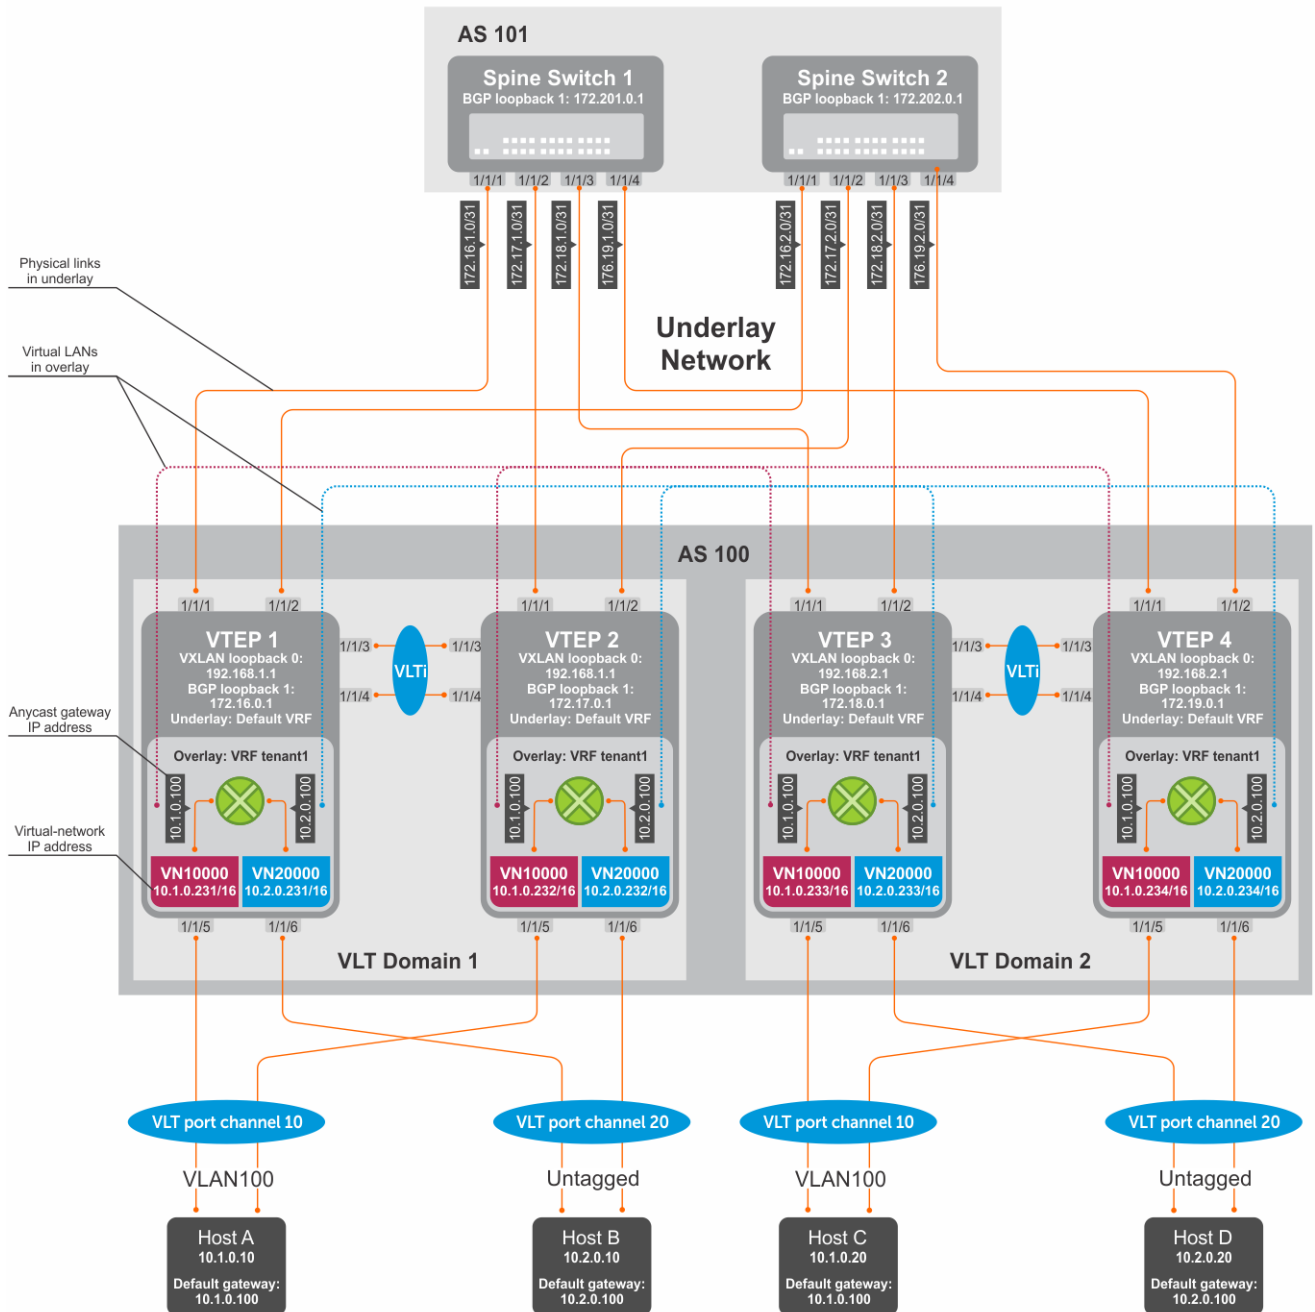 AS 101
Spine Switch 1
BGP loopback 1: 172.201.0.1
Spine Switch 2
BGP loopback 1: 172.202.0.1
1/1/1
1/1/2
1/1/3
1/1/4
1/1/1
1/1/2
1/1/3
1/1/4
172.16.1.0/31
172.17.1.0/31
172.18.1.0/31
176.19.1.0/31
172.16.2.0/31
172.17.2.0/31
172.18.2.0/31
176.19.2.0/31
Physical links
in underlay
Underlay
Network
Virtual LANs
in overlay
AS 100
1/1/1
1/1/2
1/1/1
1/1/2
1/1/1
1/1/2
1/1/1
1/1/2
VTEP 1
VXLAN loopback 0:
192.168.1.1
BGP loopback 1:
172.16.0.1
Underlay: Default VRF
1/1/3
1/1/4
VLTi
1/1/3
1/1/4
VTEP 2
VXLAN loopback 0:
192.168.1.1
BGP loopback 1:
172.17.0.1
Underlay: Default VRF
VTEP 3
VXLAN loopback 0:
192.168.2.1
BGP loopback 1:
172.18.0.1
Underlay: Default VRF
1/1/3
1/1/4
VLTi
1/1/3
1/1/4
VTEP 4
VXLAN loopback 0:
192.168.2.1
BGP loopback 1:
172.19.0.1
Underlay: Default VRF
Anycast gateway
IP address
Overlay: VRF tenant1
10.1.0.100
10.2.0.100
Overlay: VRF tenant1
10.1.0.100
10.2.0.100
Overlay: VRF tenant1
10.1.0.100
10.2.0.100
Overlay: VRF tenant1
10.1.0.100
10.2.0.100
Virtual-network
IP address
VN10000
10.1.0.231/16
VN20000
10.2.0.231/16
VN10000
10.1.0.232/16
VN20000
10.2.0.232/16
VN10000
10.1.0.233/16
VN20000
10.2.0.233/16
VN10000
10.1.0.234/16
VN20000
10.2.0.234/16
1/1/5
1/1/6
1/1/5
1/1/6
1/1/5
1/1/6
1/1/5
1/1/6
VLT Domain 1
VLT Domain 2
VLT port channel 10
VLT port channel 20
VLT port channel 10
VLT port channel 20
VLAN100
Untagged
VLAN100
Untagged
Host A
10.1.0.10
Default gateway:
10.1.0.100
Host B
10.2.0.10
Default gateway:
10.2.0.100
Host C
10.1.0.20
Default gateway:
10.1.0.100
Host D
10.2.0.20
Default gateway:
10.2.0.100